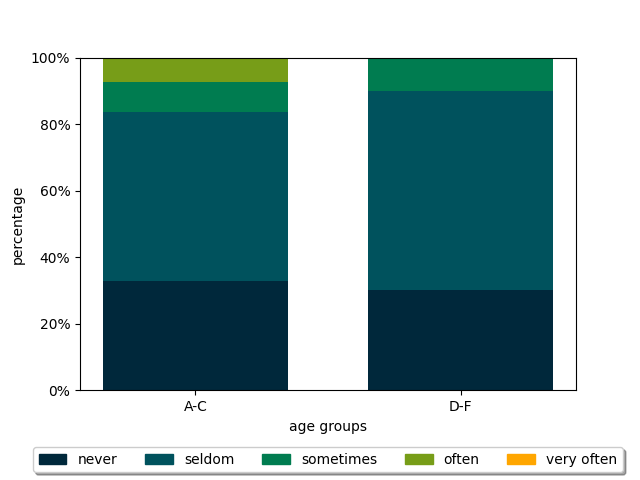 100%
80%
60%
40%
20%
0%
percentage
A-C D-F
age groups
never seldom sometimes often very often